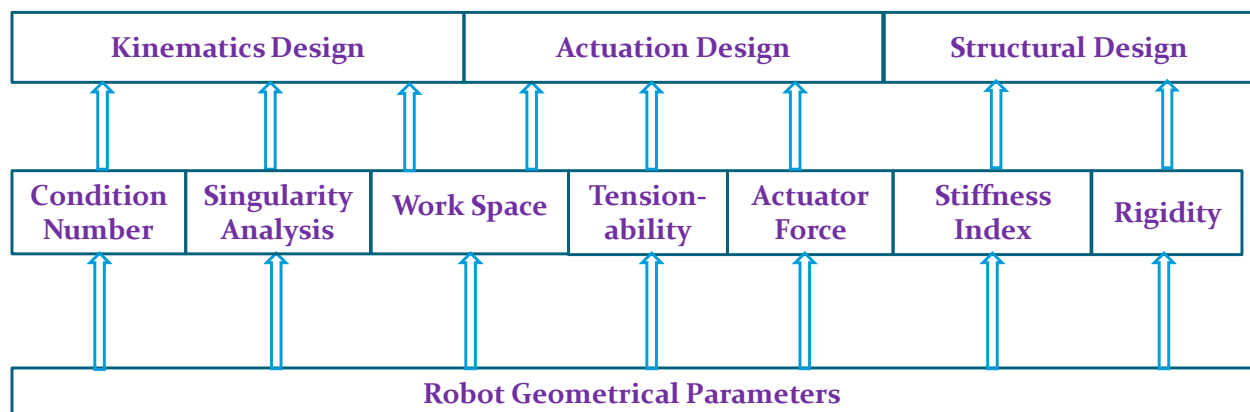 Kinematics Design
Actuation Design
Structural Design
Condition
Number
Singularity
Analysis
Work Space
Tension-
ability
Actuator
Force
Stiffness
Index
Rigidity
Robot Geometrical Parameters